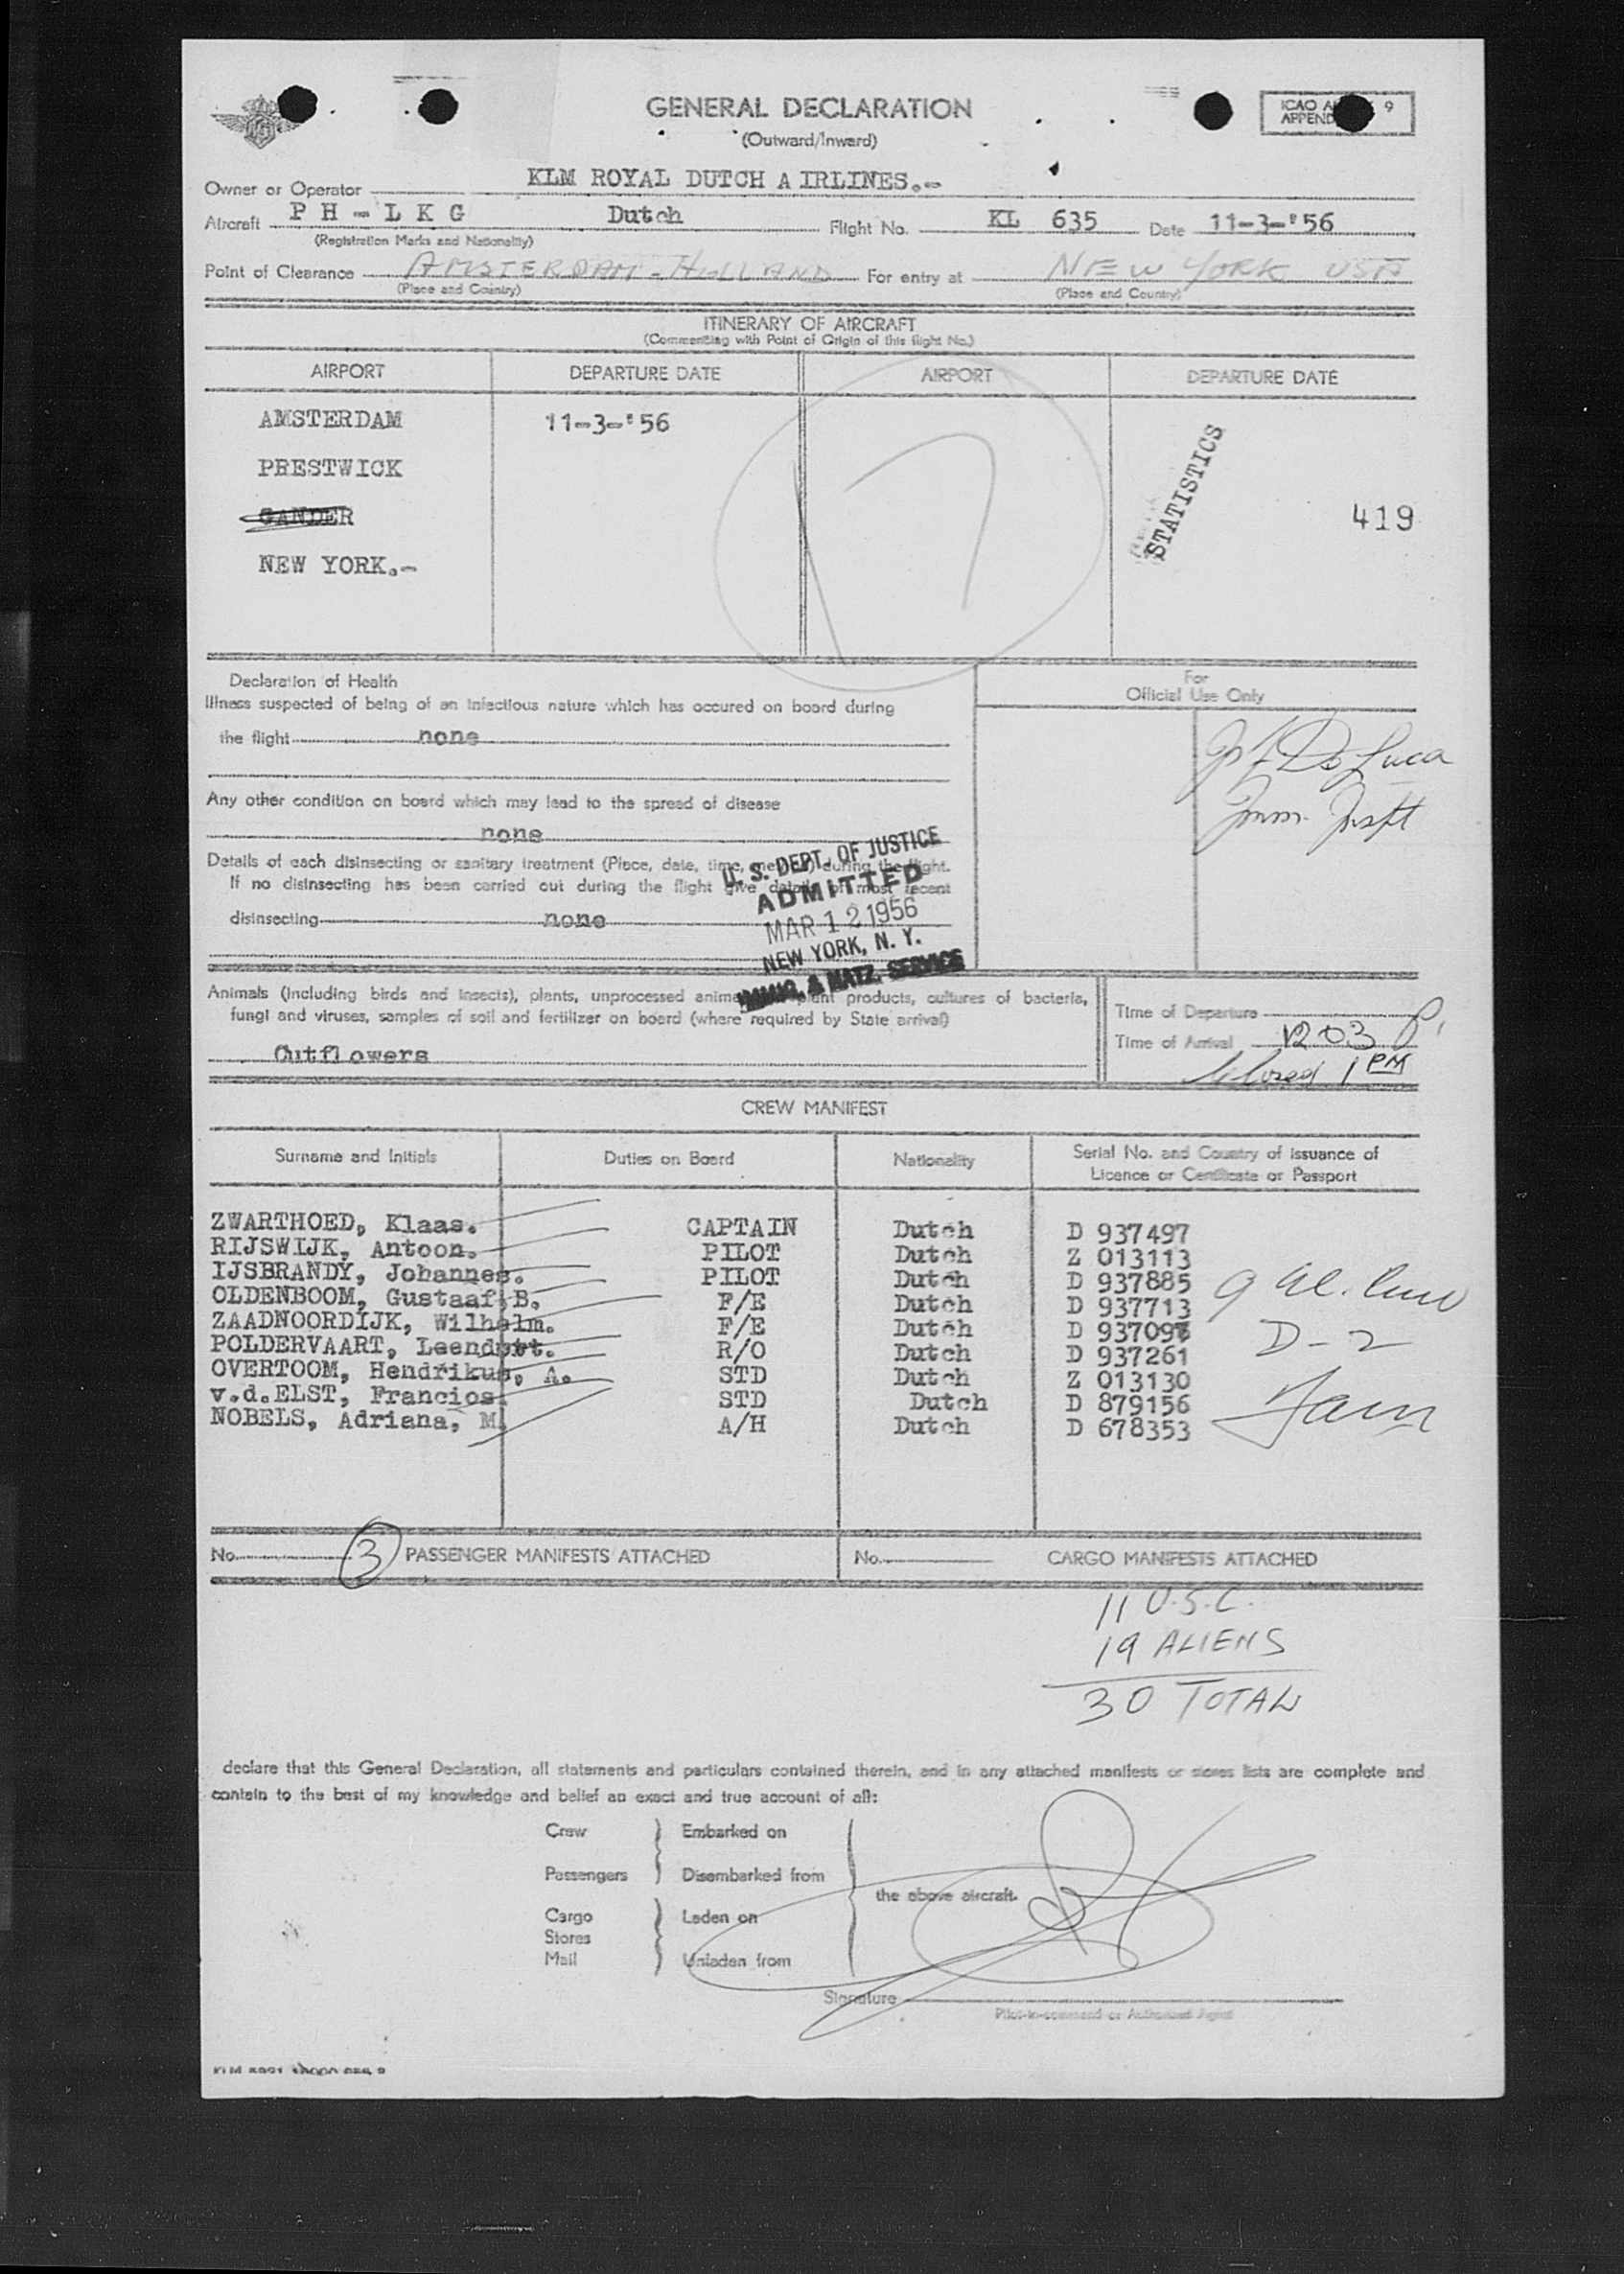 GENERAL DECLARATION
(Outward/Inward)
ICAO 9
APPEND
Owner or Operator KLM ROYAL DUTCH A IRLINES.-
Aircraft P H - L K G Dutch Flight No. KL 635 Date 11-3-'56
(Registration Marks and Nationality)
Point of Clearance AMSTERDAM - HOLLAND For entry at NEW YORK USA
(Place and Country) (Place and Country)
ITINERARY OF AIRCRAFT
(Commencing with Point of Origin of this flight No.)
AIRPORT DEPARTURE DATE AIRPORT DEPARTURE DATE
AMSTERDAM 11-3-'56
PRESTWICK
STATISTICS
GANDER
419
NEW YORK.-
17
Declaration of Health
For
Official Use Only
Illness suspected of being of an infectious nature which has occured on board during
the flight none
De Luca
Imm. Inspt
Any other condition on board which may lead to the spread of disease
none
Details of each disinsecting or sanitary treatment (Place, date, time, method) during the flight.
If no disinsecting has been carried out during the flight give details of most recent
disinsecting none
U. S. DEPT. OF JUSTICE
ADMITTED
MAR 12 1956
NEW YORK, N. Y.
IMMIG. & NATZ. SERVICE
Animals (Including birds and insects), plants, unprocessed animal plant products, cultures of bacteria,
fungi and viruses, samples of soil and fertilizer on board (where required by State arrival)
Cutflowers
Time of Departure
Time of Arrival 1203 P.
Closed 1 PM
CREW MANIFEST
Surname and Initials Duties on Board Nationality Serial No. and Country of Issuance of
Licence or Certificate or Passport
ZWARTHOED, Klaas. CAPTAIN Dutch D 937497
RIJSWIJK, Antoon. PILOT Dutch Z 013113
IJSBRANDY, Johannes. PILOT Dutch D 937885
OLDENBOOM, Gustaaf,B. F/E Dutch D 937713
ZAADNOORDIJK, Wilhelm. F/E Dutch D 937098
POLDERVAART, Leendert. R/O Dutch D 937261
OVERTOOM, Hendrikus, A. STD Dutch Z 013130
v.d.ELST, Francios. STD Dutch D 879156
NOBELS, Adriana, M. A/H Dutch D 678353
9 al. Crew
D-2
No. 3 PASSENGER MANIFESTS ATTACHED No. CARGO MANIFESTS ATTACHED
11 U.S.C.
19 ALIENS
30 TOTAL
declare that this General Declaration, all statements and particulars contained therein, and in any attached manifests or stores lists are complete and
contain to the best of my knowledge and belief an exact and true account of all:
Crew Embarked on
Passengers Disembarked from
the above aircraft.
Cargo Laden on
Stores
Mail Unladen from
Signature
Pilot-in-command or Authorized Agent